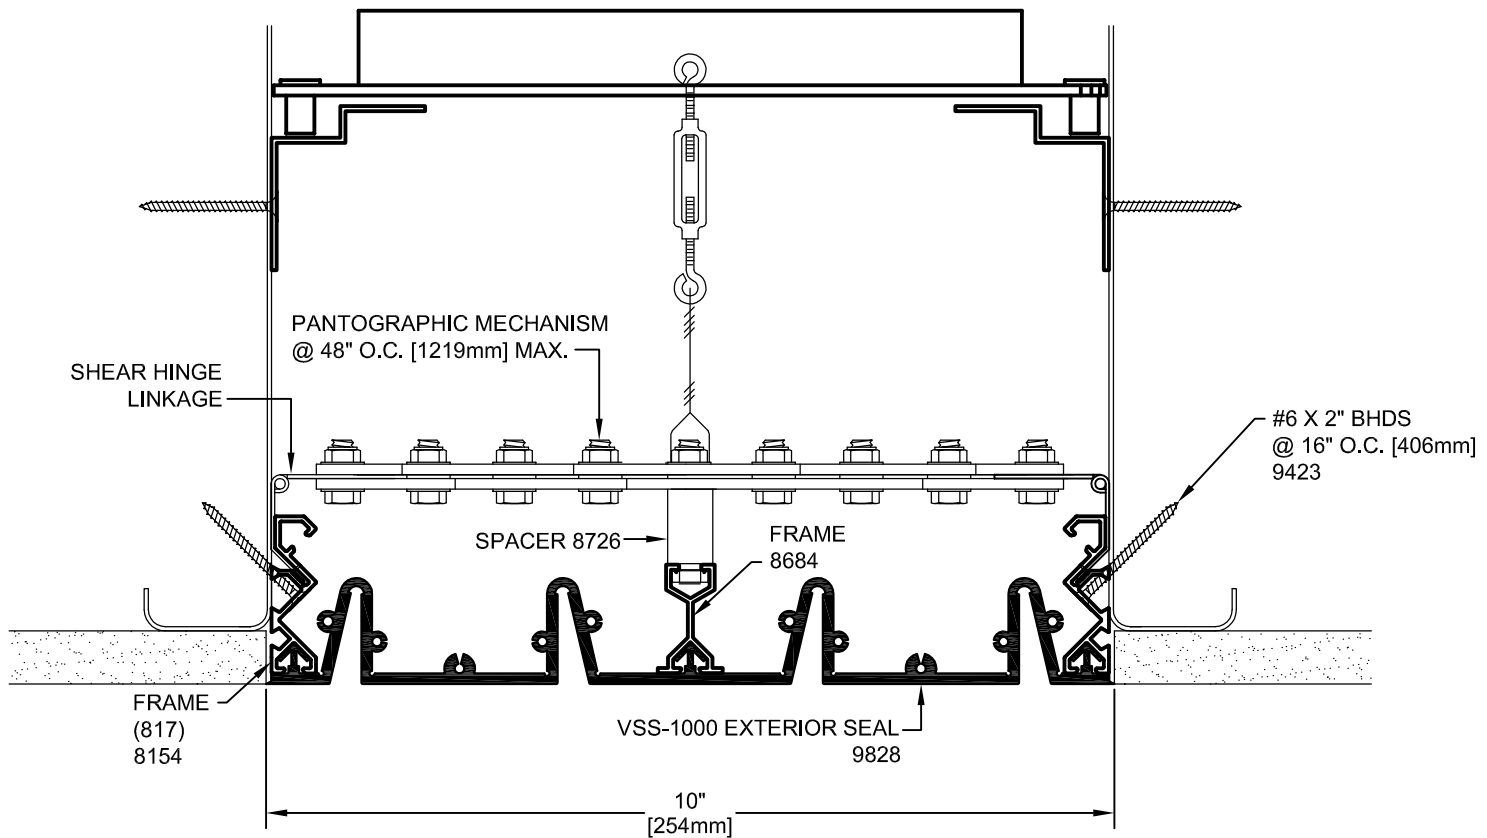 PANTOGRAPHIC MECHANISM
@ 48" O.C. [1219mm] MAX.
SHEAR HINGE
LINKAGE
#6 X 2" BHDS
@ 16" O.C. [406mm]
9423
SPACER 8726
FRAME
8684
FRAME
(817)
8154
VSS-1000 EXTERIOR SEAL
9828
10"
[254mm]